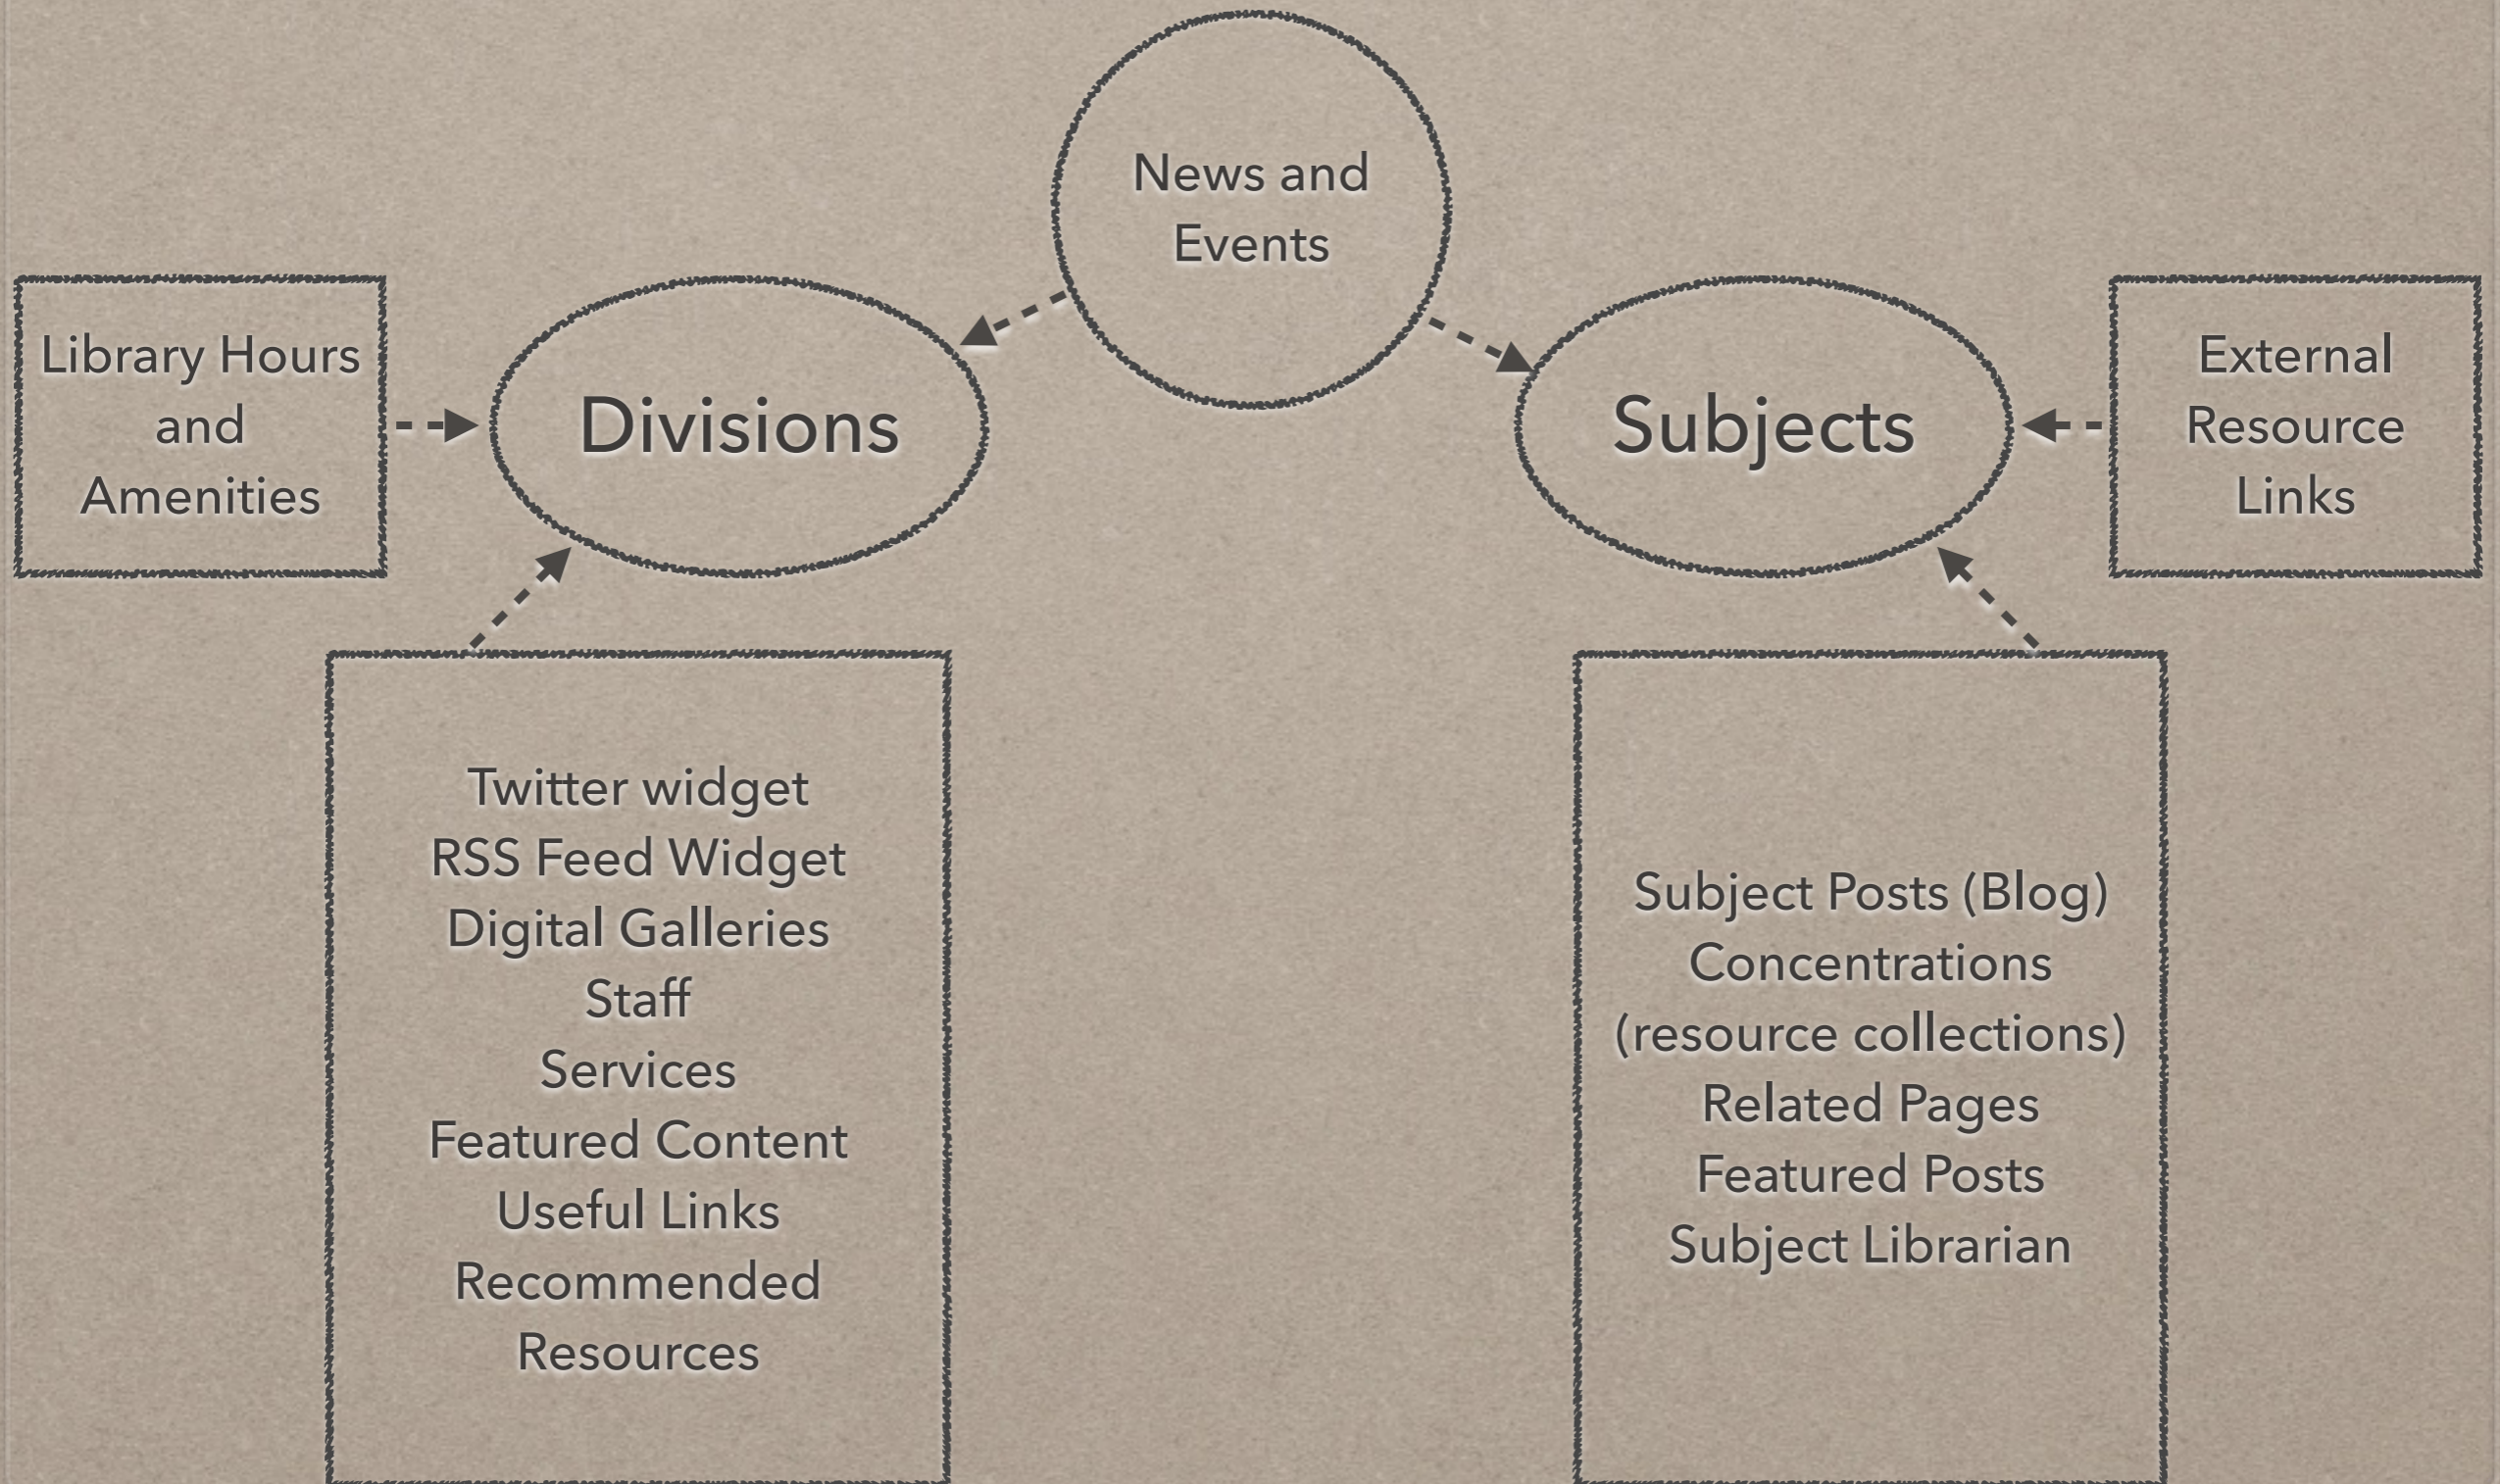 News and
Events
Library Hours
and
Amenities
Divisions
Subjects
External
Resource
Links
Twitter widget
RSS Feed Widget
Digital Galleries
Staff
Services
Featured Content
Useful Links
Recommended
Resources
Subject Posts (Blog)
Concentrations
(resource collections)
Related Pages
Featured Posts
Subject Librarian